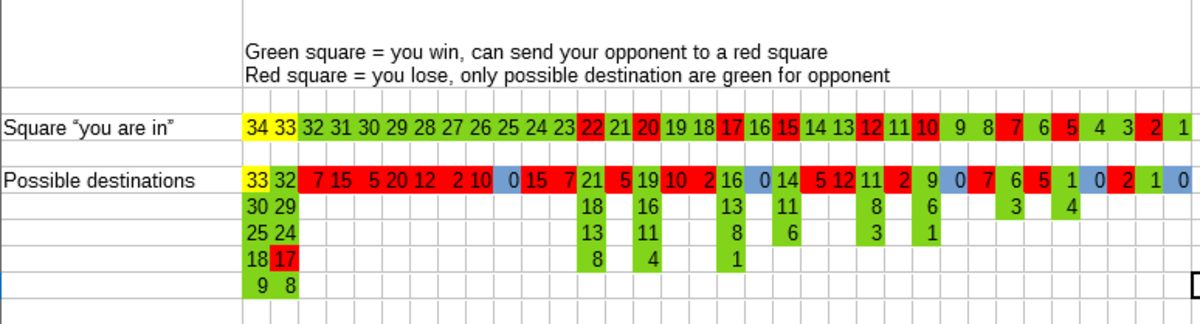 Green square = you win, can send your opponent to a red square
Red square = you lose, only possible destination are green for opponent
Square “you are in” 34 33 32 31 30 29 28 27 26 25 24 23 22 21 20 19 18 17 16 15 14 13 12 11 10 9 8 7 6 5 4 3 2 1
Possible destinations 33 32 7 15 5 20 12 2 10 0 15 7 21 5 19 10 2 16 0 14 5 12 11 2 9 0 7 6 5 1 0 2 1 0
30 29 18 16 13 11 8 6 3 4
25 24 13 11 8 6 3 1
18 17 8 4 1
9 8